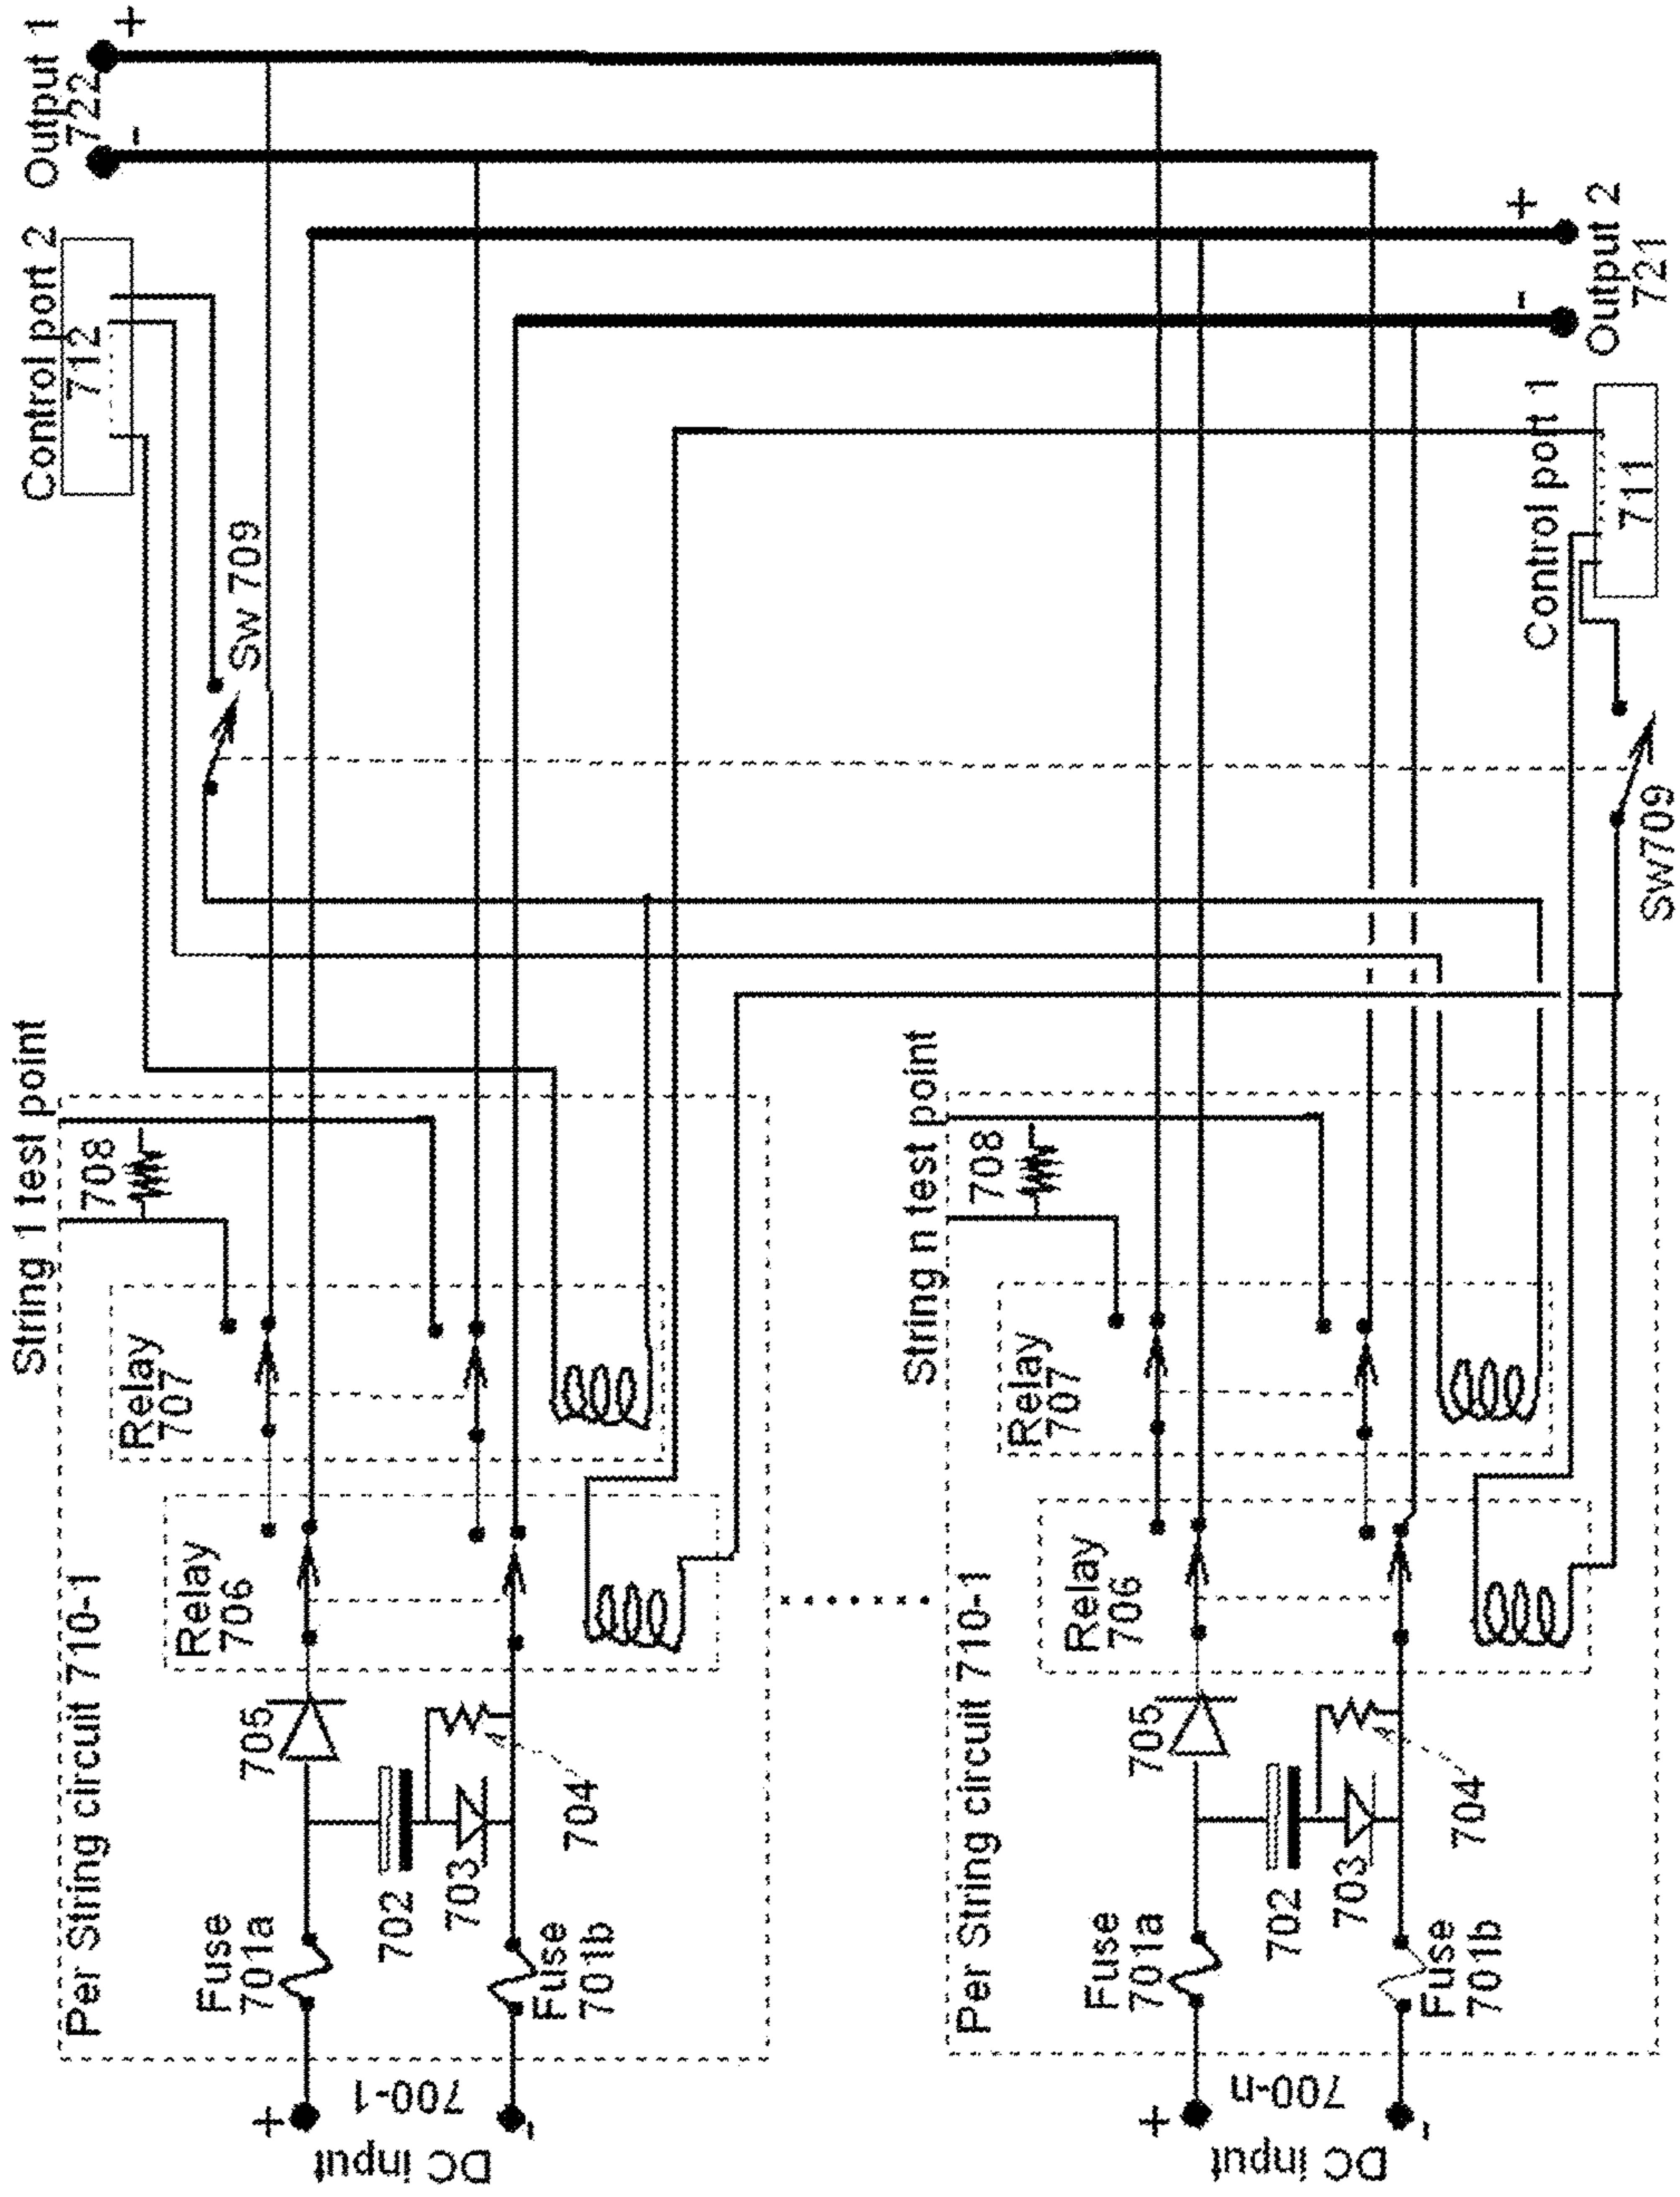 Output 1
722
+
-
Control port 2
712
Sw 709
String 1 test point
708
Relay
707
Relay
706
Per String circuit 710-1
705
704
703
702
Fuse
701a
Fuse
701b
+
700-1
-
DC input
String n test point
708
Relay
707
Relay
706
Per String circuit 710-1
705
704
703
702
Fuse
701a
Fuse
701b
+
700-n
-
DC input
+
-
Output 2
721
Control port 1
711
Sw709